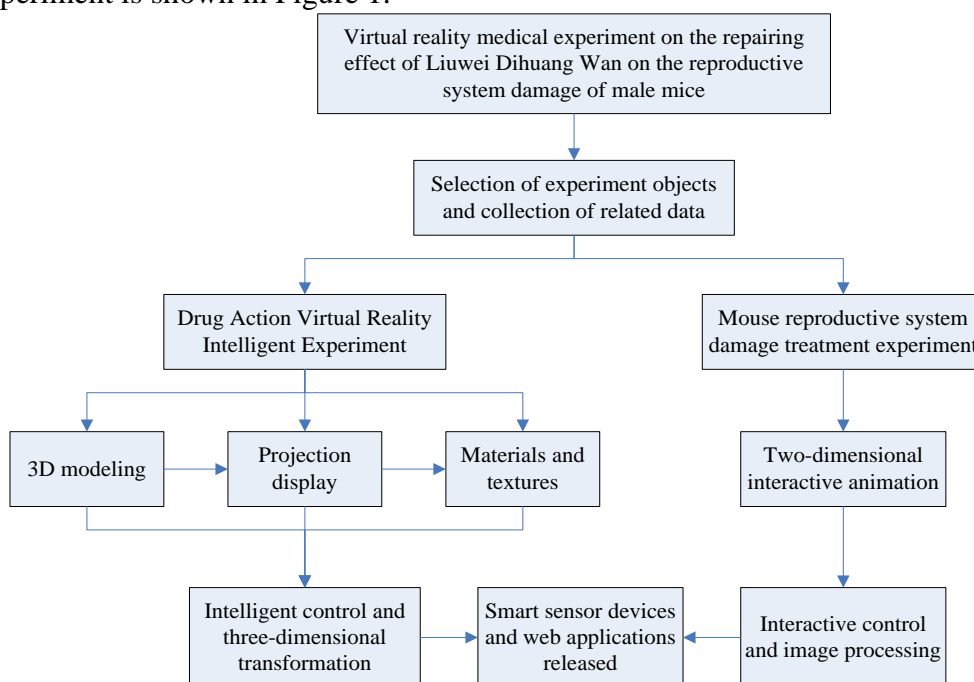 periment is shown in Figure 1.
Virtual reality medical experiment on the repairing
effect of Liuwei Dihuang Wan on the reproductive
system damage of male mice
Selection of experiment objects
and collection of related data
Drug Action Virtual Reality
Intelligent Experiment
Mouse reproductive system
damage treatment experiment
3D modeling
Projection
display
Materials and
textures
Two-dimensional
interactive animation
Intelligent control and
three-dimensional
transformation
Smart sensor devices
and web applications
released
Interactive control
and image processing